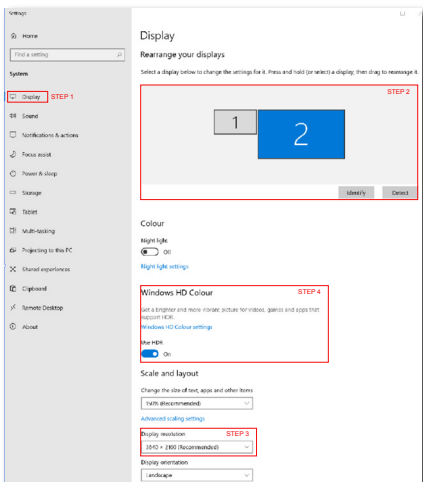 Settings
Home
Find a setting
System
Display STEP 1
Sound
Notifications & actions
Focus assist
Power & sleep
Storage
Tablet
Multi-tasking
Projecting to this PC
Shared experiences
Clipboard
Remote Desktop
About
Display
Rearrange your displays
Select a display below to change the settings for it. Press and hold (or select) a display, then drag to rearrange it.
STEP 2
1 2
Identify Detect
Colour
Night light
Off
Night light settings
Windows HD Colour STEP 4
Get a brighter and more vibrant picture for videos, games and apps that
support HDR.
Windows HD Colour settings
Use HDR
On
Scale and layout
Change the size of text, apps and other items
150% (Recommended)
Advanced scaling settings
Display resolution STEP 3
3840 × 2160 (Recommended)
Display orientation
Landscape